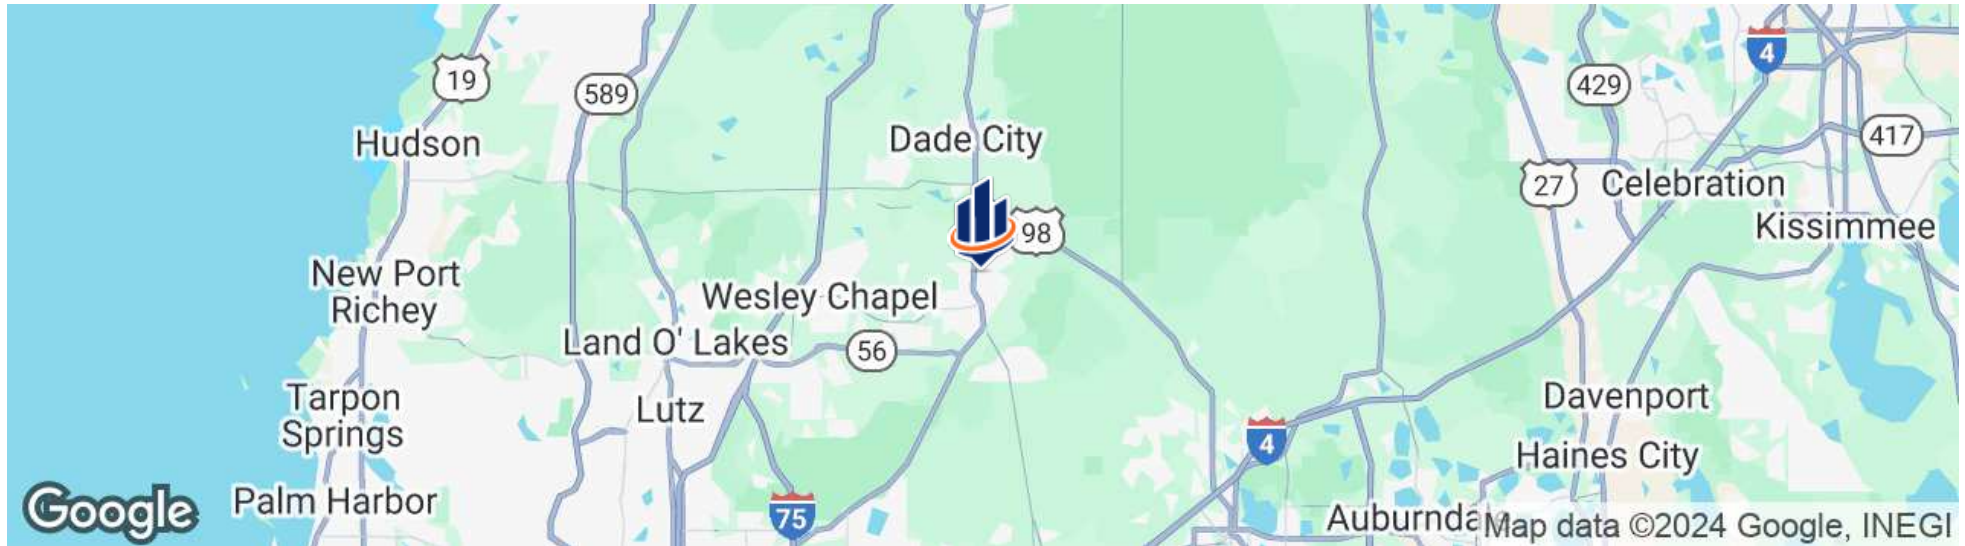 19
589
4
429
417
Hudson
Dade City
27
Celebration
98
Kissimmee
New Port
Richey
Wesley Chapel
Land O' Lakes
56
Tarpon
Springs
Lutz
Davenport
4
Haines City
Google
Palm Harbor
75
Map data ©2024 Google, INEGI